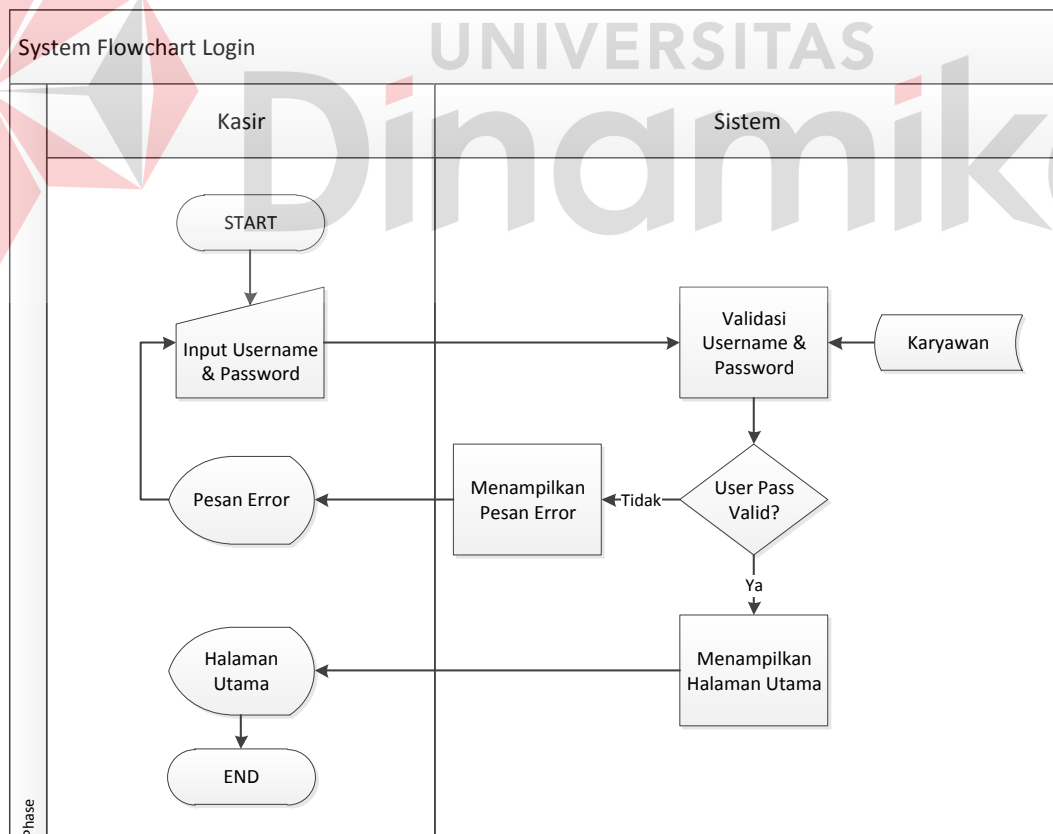 UNIVERSITAS
Dinamika
System Flowchart Login
Kasir
Sistem
START
Input Username
& Password
Validasi
Username &
Password
Karyawan
Pesan Error
Menampilkan
Pesan Error
Tidak
User Pass
Valid?
Ya
Halaman
Utama
Menampilkan
Halaman Utama
END
Phase